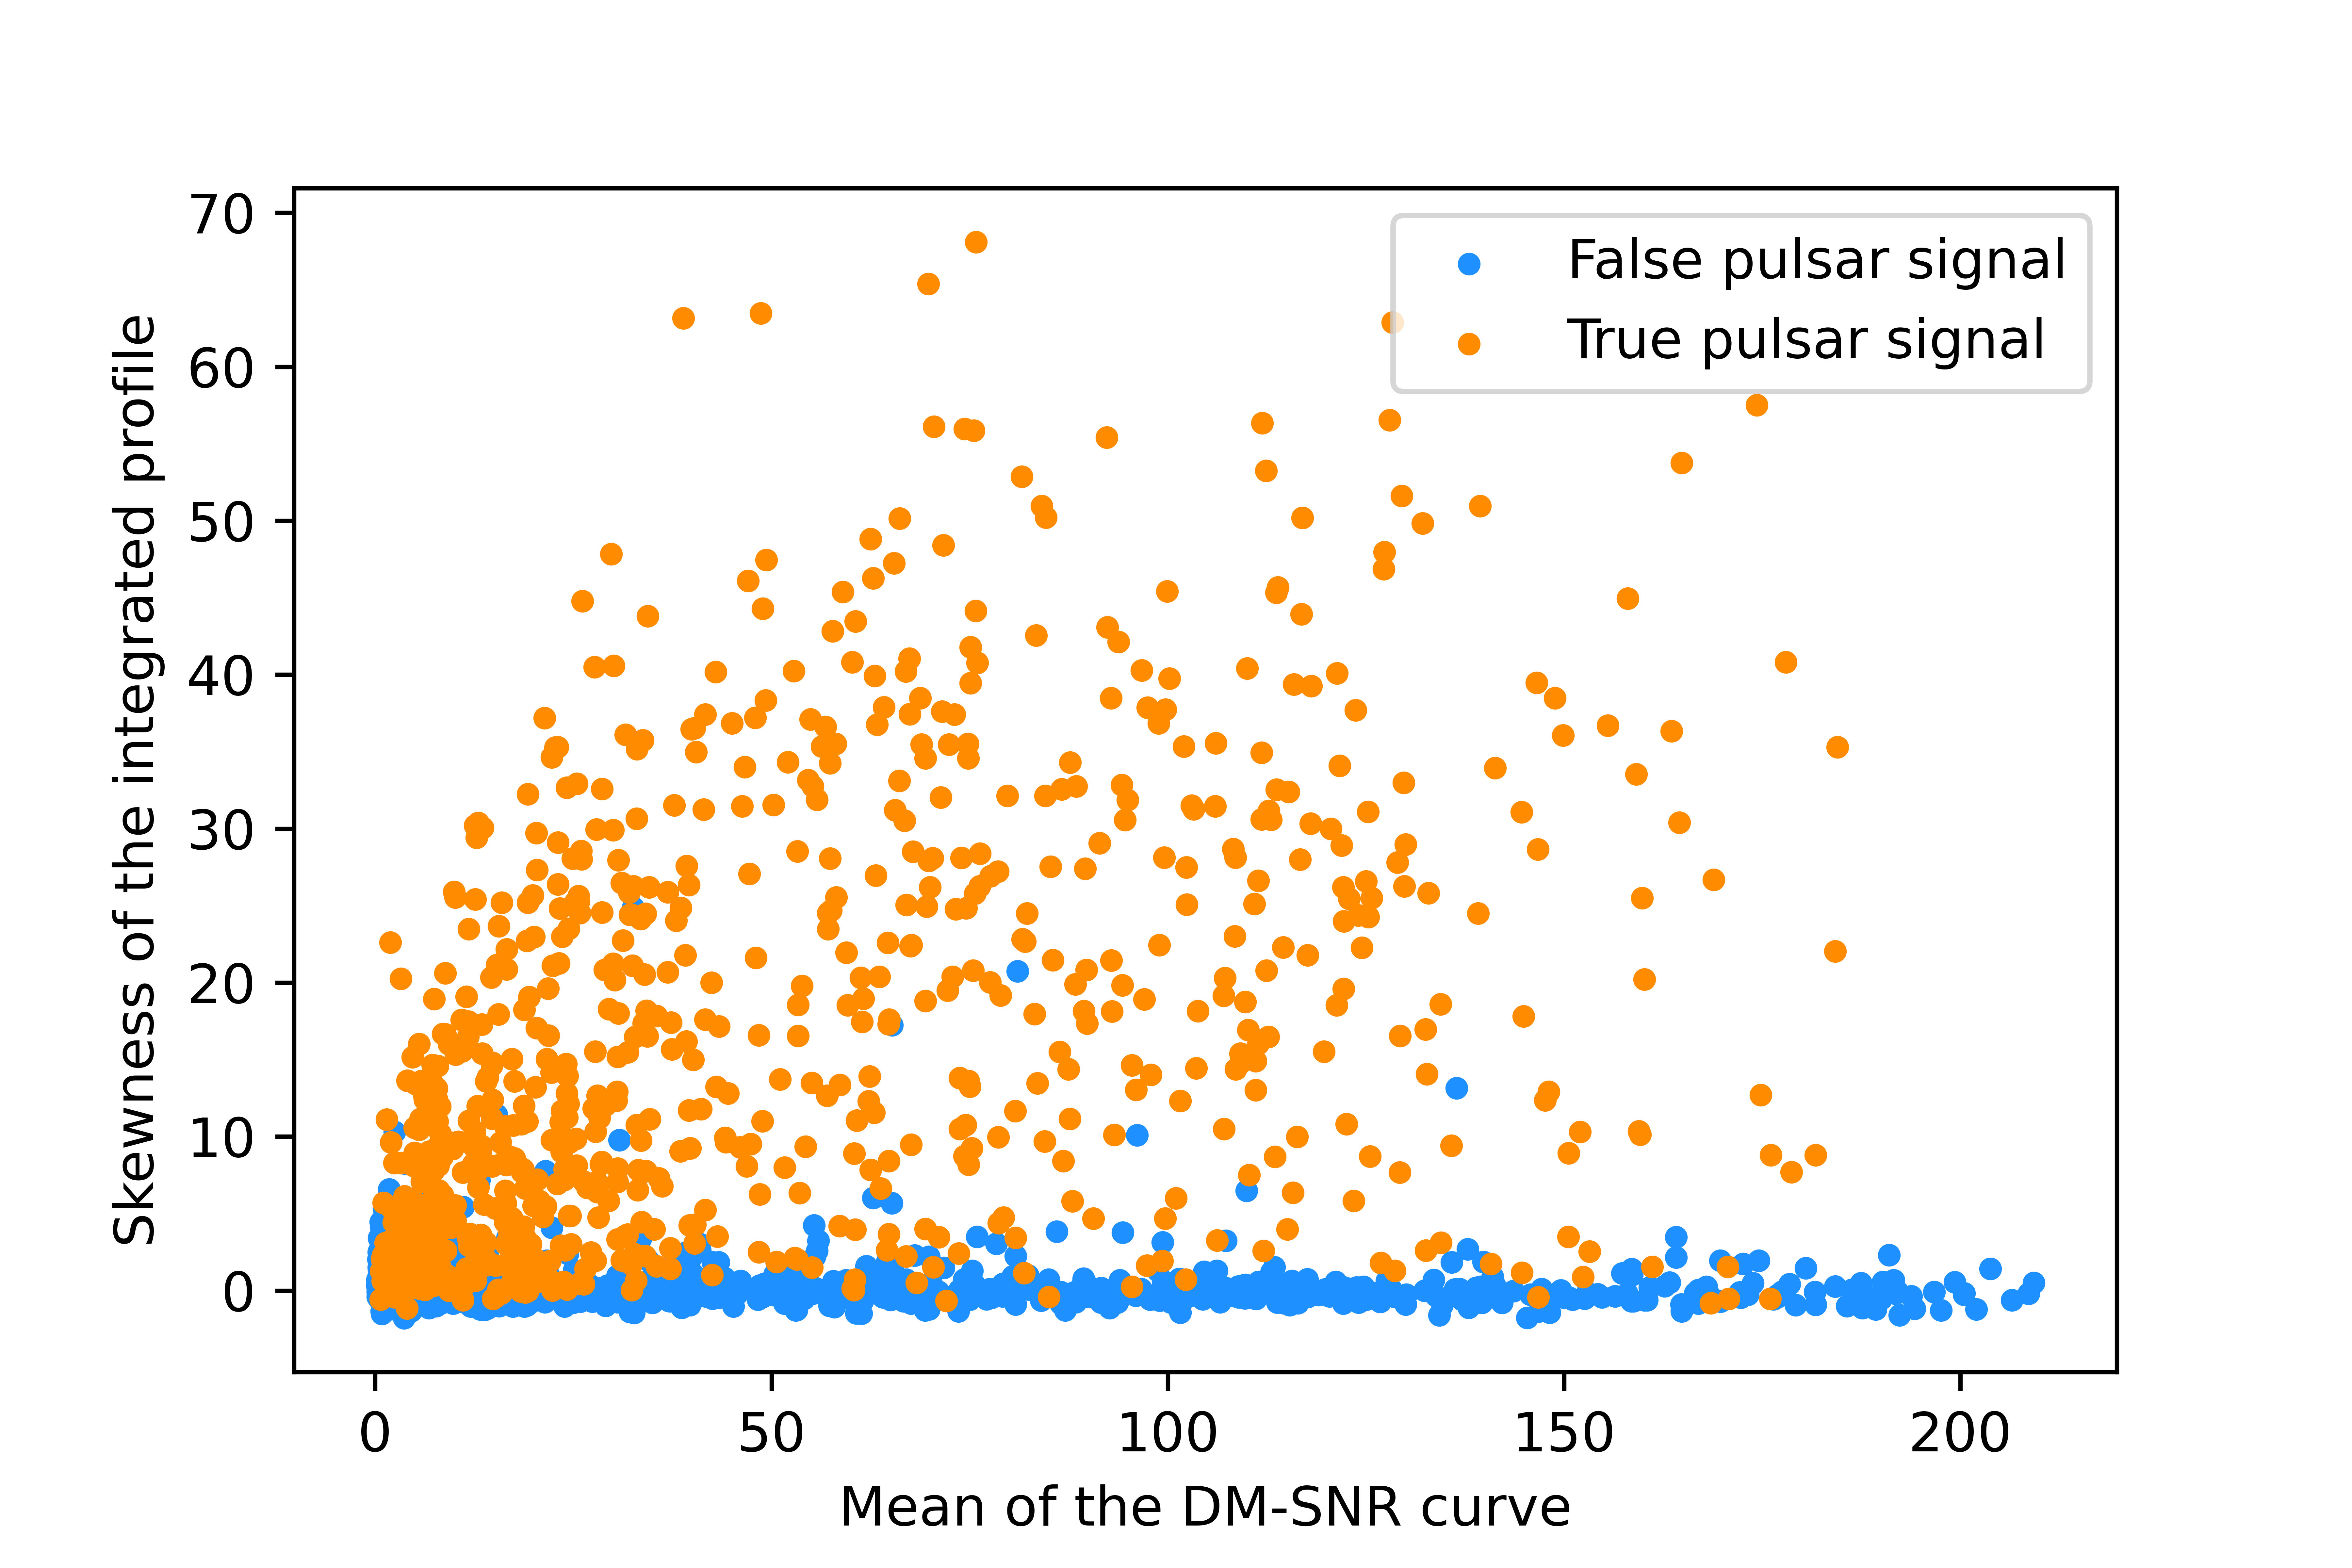 70
60
50
40
30
20
10
0
Skewness of the integrated profile
False pulsar signal
True pulsar signal
0 50 100 150 200
Mean of the DM-SNR curve